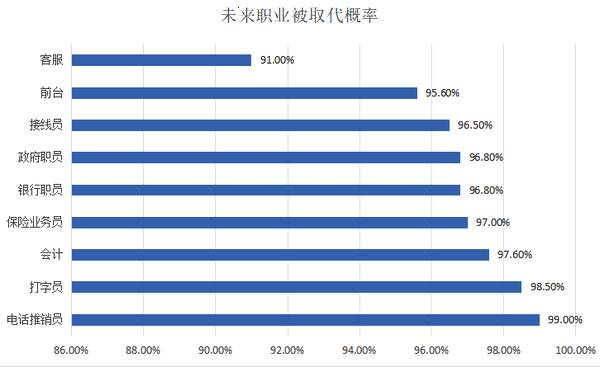 未来职业被取代概率
客服 91.00%
前台 95.60%
接线员 96.50%
政府职员 96.80%
银行职员 96.80%
保险业务员 97.00%
会计 97.60%
打字员 98.50%
电话推销员 99.00%
86.00% 88.00% 90.00% 92.00% 94.00% 96.00% 98.00% 100.00%